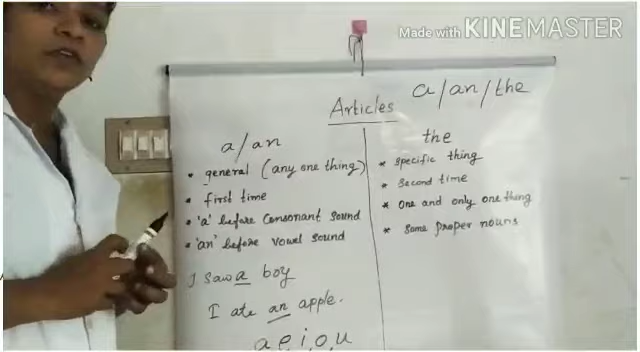 Made with KINEMASTER
Articles a/an/the
a/an
* general (any one thing)
* first time
* 'a' before consonant sound
* 'an' before vowel sound
I saw a boy
I ate an apple.
a, e, i, o, u
the
* specific thing
* second time
* one and only one thing
* some proper nouns